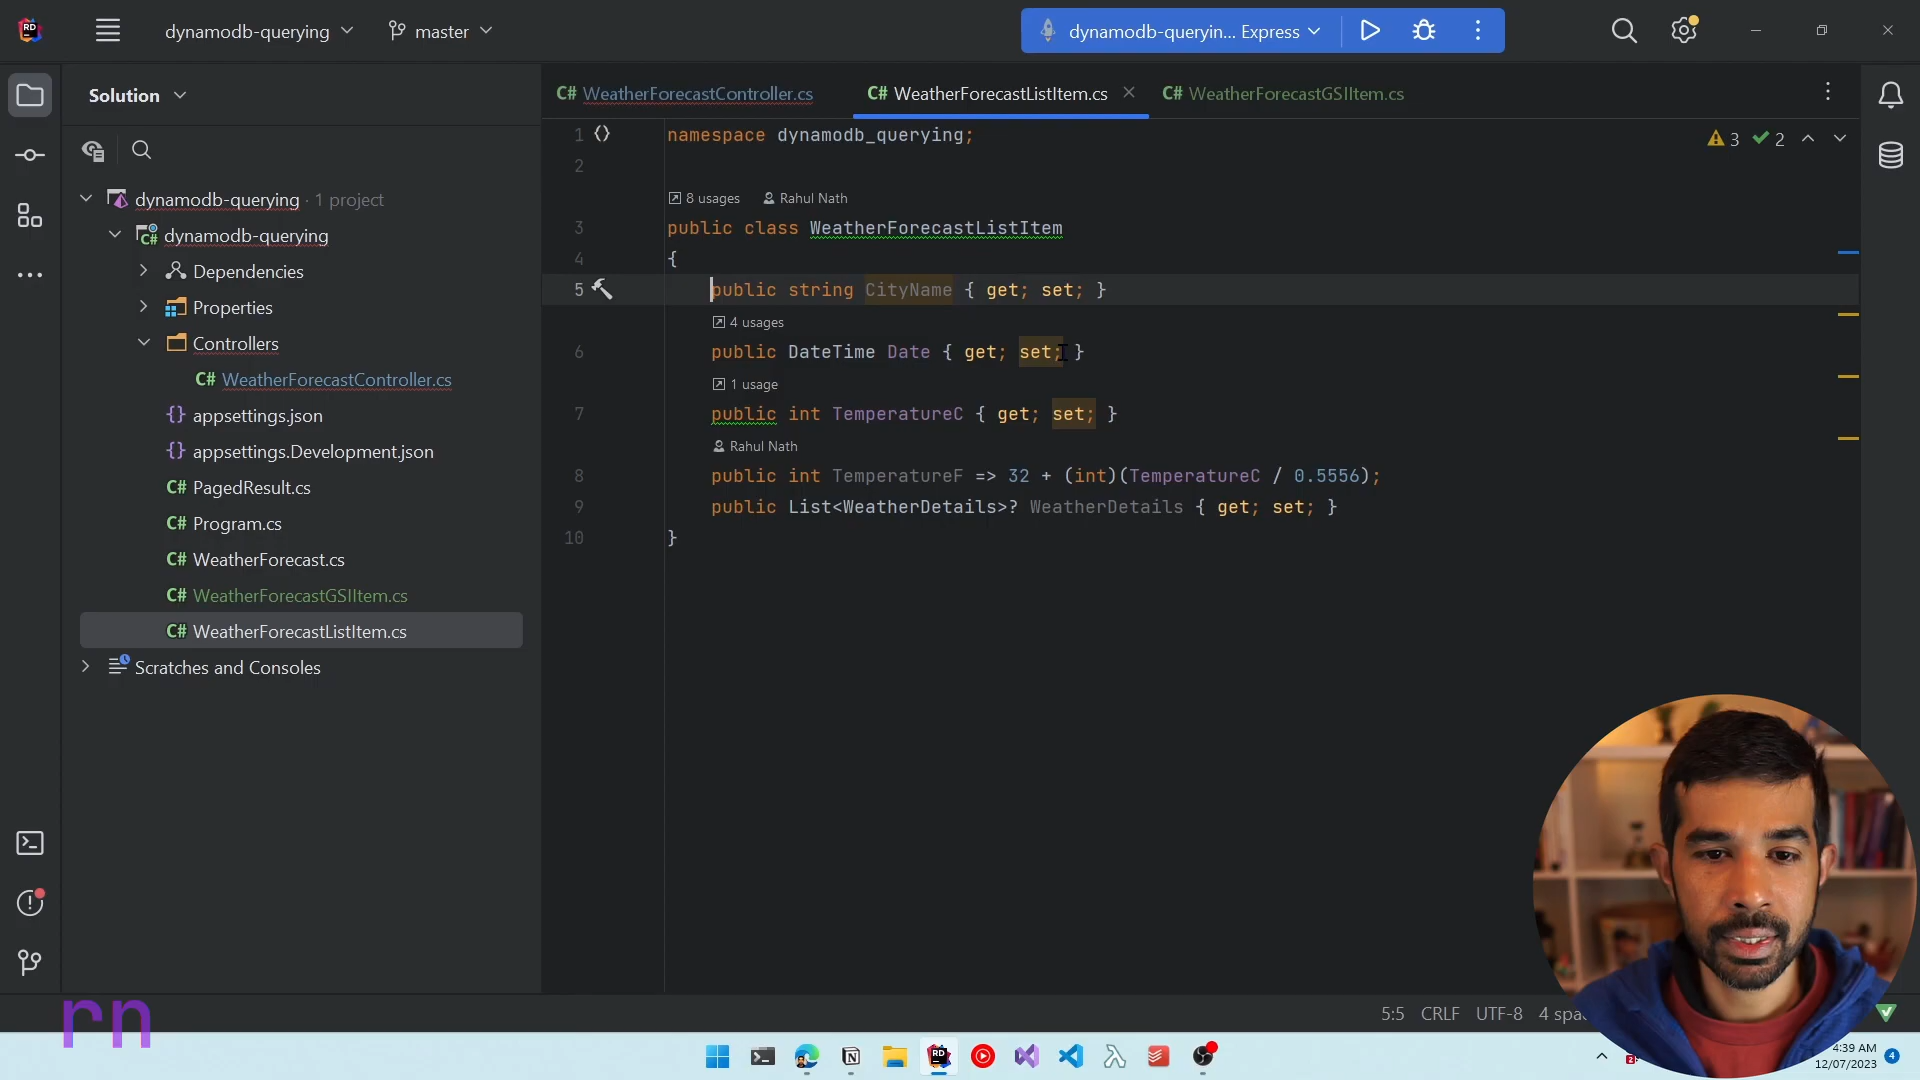 RD
dynamodb-querying
master
dynamodb-queryin... Express
Solution
C# WeatherForecastController.cs
C# WeatherForecastListItem.cs
C# WeatherForecastGSIItem.cs
dynamodb-querying · 1 project
C# dynamodb-querying
Dependencies
Properties
Controllers
C# WeatherForecastController.cs
{} appsettings.json
{} appsettings.Development.json
C# PagedResult.cs
C# Program.cs
C# WeatherForecast.cs
C# WeatherForecastGSIItem.cs
C# WeatherForecastListItem.cs
Scratches and Consoles
3 2
1 namespace dynamodb_querying;
2
8 usages Rahul Nath
3 public class WeatherForecastListItem
4 {
5 public string CityName { get; set; }
4 usages
6 public DateTime Date { get; set; }
1 usage
7 public int TemperatureC { get; set; }
Rahul Nath
8 public int TemperatureF => 32 + (int)(TemperatureC / 0.5556);
9 public List<WeatherDetails>? WeatherDetails { get; set; }
10 }
5:5 CRLF UTF-8 4
rn
RD
4:39 AM
12/07/2023
4